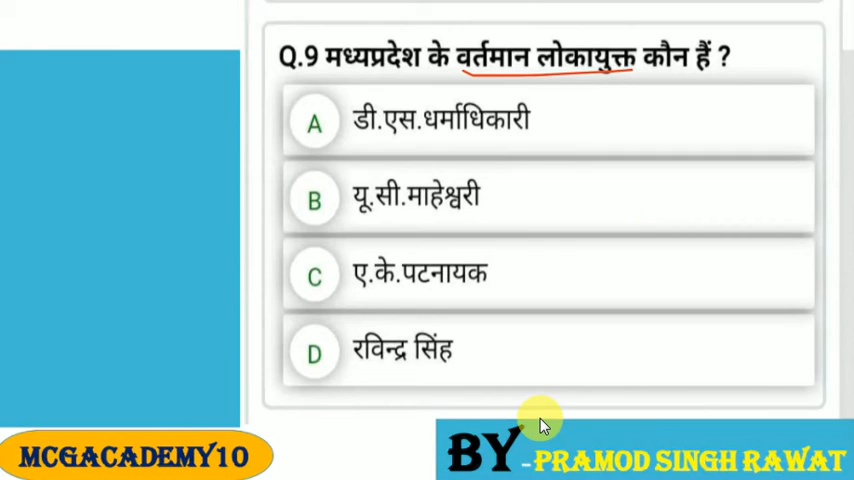 Q.9 मध्यप्रदेश के वर्तमान लोकायुक्त कौन हैं ?
A डी.एस.धर्माधिकारी
B यू.सी.माहेश्वरी
C ए.के.पटनायक
D रविन्द्र सिंह
MCGACADEMY10
BY -PRAMOD SINGH RAWAT